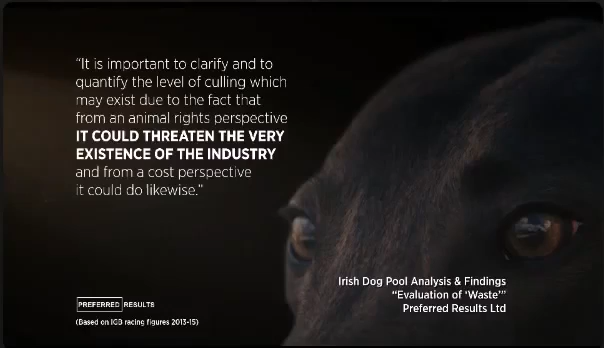 “It is important to clarify and to
quantify the level of culling which
may exist due to the fact that
from an animal rights perspective
IT COULD THREATEN THE VERY
EXISTENCE OF THE INDUSTRY
and from a cost perspective
it could do likewise.”
Irish Dog Pool Analysis & Findings
“Evaluation of ‘Waste’”
Preferred Results Ltd
PREFERRED RESULTS
(Based on IGB racing figures 2013-15)